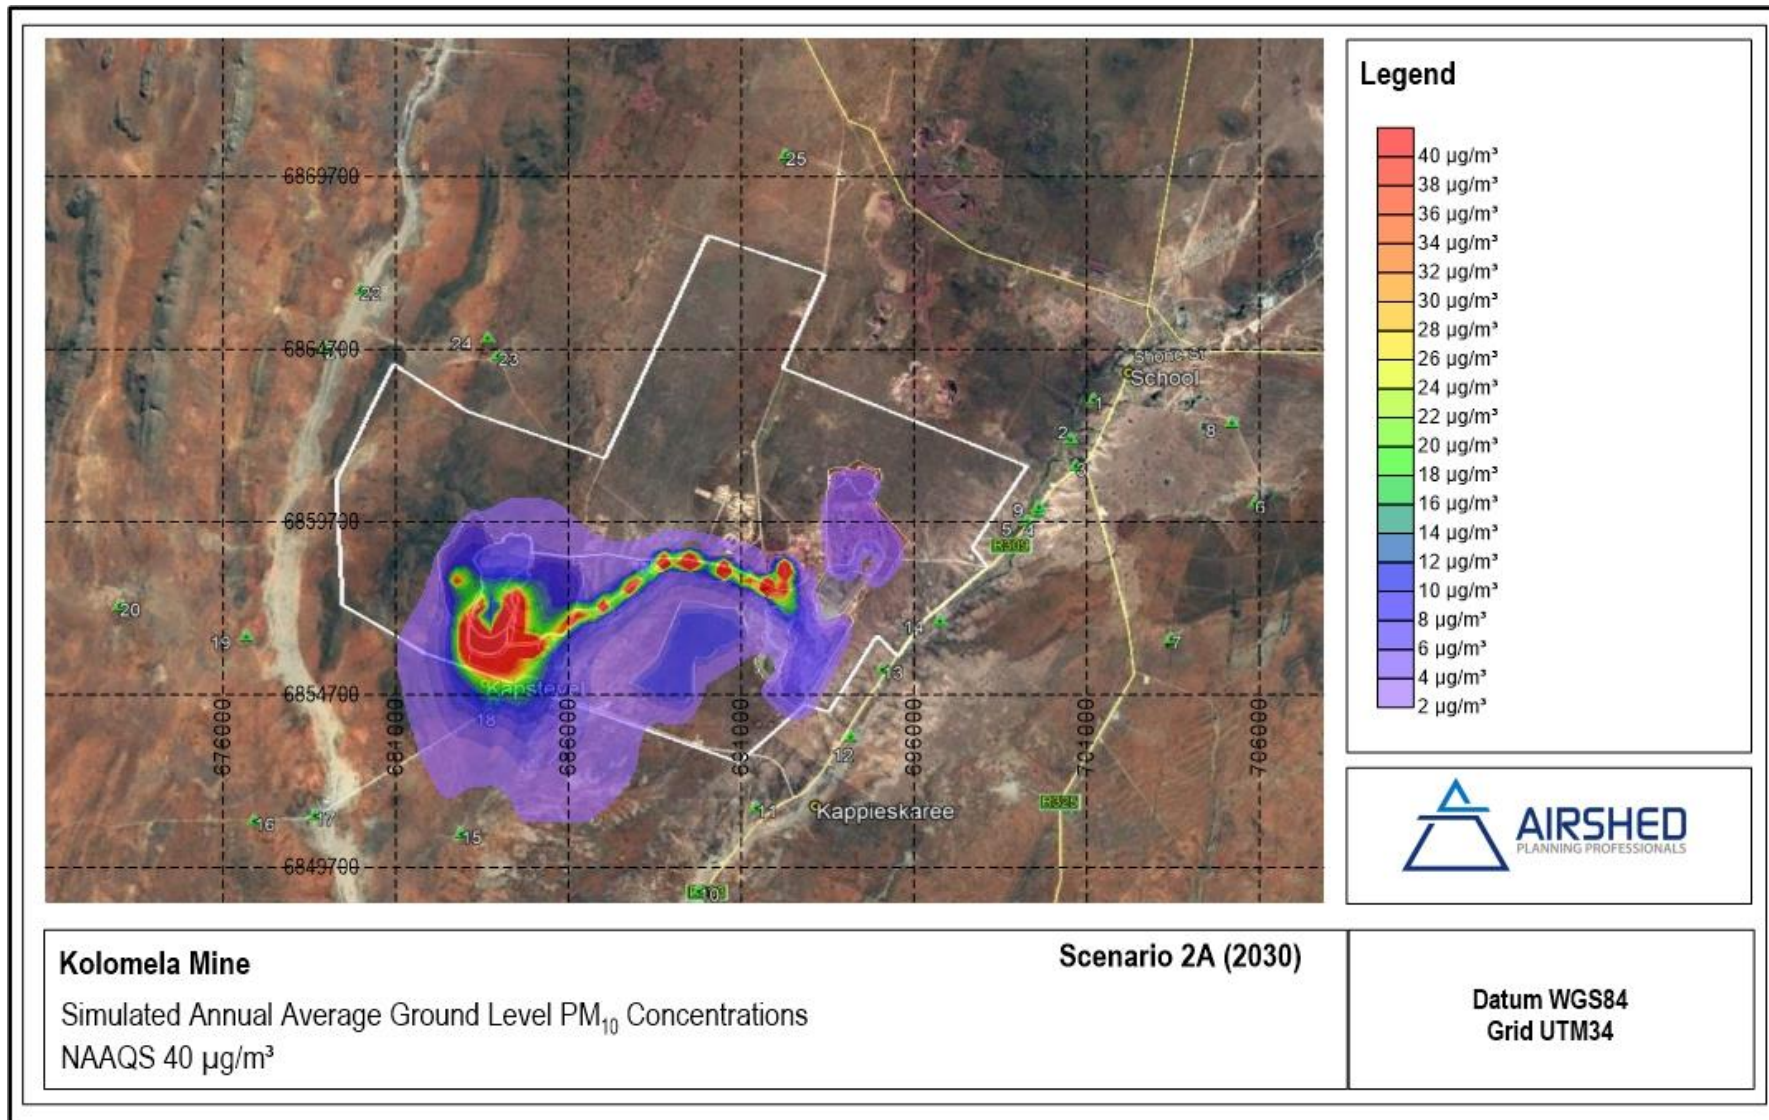 Legend
40 µg/m³
38 µg/m³
36 µg/m³
34 µg/m³
32 µg/m³
30 µg/m³
28 µg/m³
26 µg/m³
24 µg/m³
22 µg/m³
20 µg/m³
18 µg/m³
16 µg/m³
14 µg/m³
12 µg/m³
10 µg/m³
8 µg/m³
6 µg/m³
4 µg/m³
2 µg/m³
25
6869700
22
24
23
6864700
Shone St
School
1
2
8
3
6
9
5 4
6859700
R309
20
19
14
7
13
Kapstevel
6854700
18
12
676000
681000
686000
691000
696000
701000
706000
R325
11
Kappieskaree
16
17
15
6849700
10
AIRSHED
PLANNING PROFESSIONALS
Kolomela Mine
Scenario 2A (2030)
Simulated Annual Average Ground Level PM₁₀ Concentrations
NAAQS 40 µg/m³
Datum WGS84
Grid UTM34